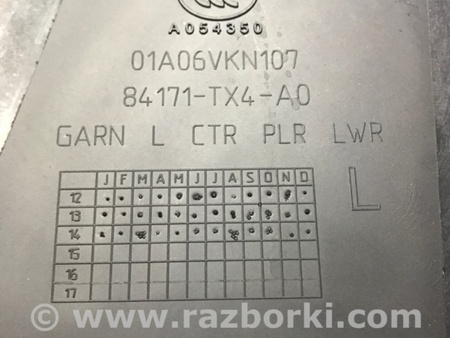 A054350
01A06VKN107
84171-TX4-A0
GARN L CTR PLR LWR
J F M A M J J A S O N D
12
13
14
15
16
17
L
© www.razborki.com